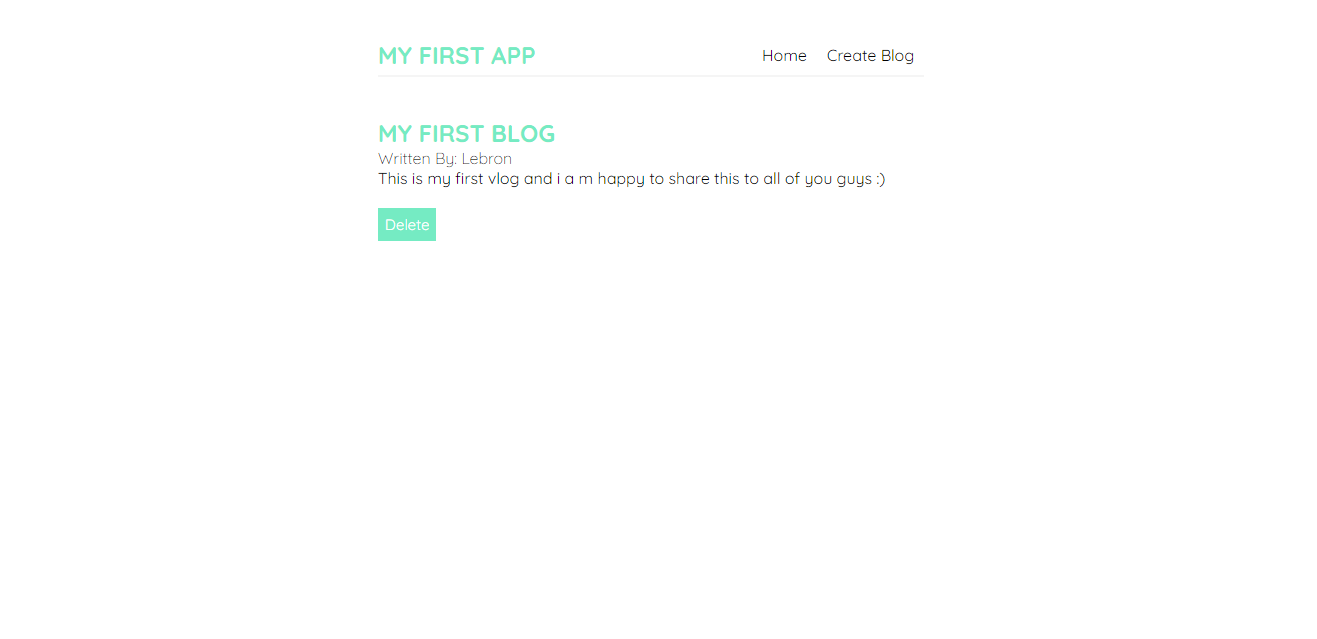 MY FIRST APP
Home Create Blog
MY FIRST BLOG
Written By: Lebron
This is my first vlog and i a m happy to share this to all of you guys :)
Delete